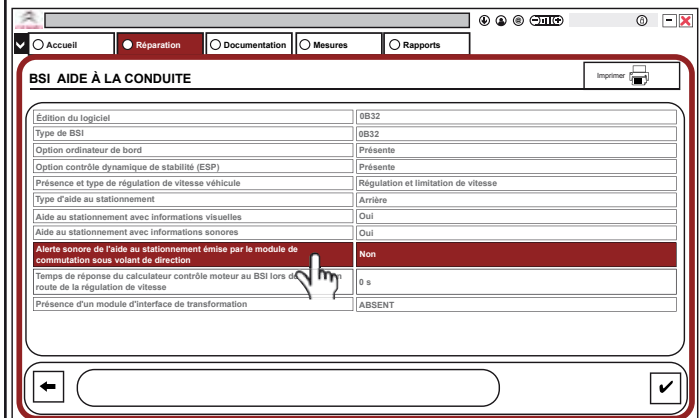 Accueil
Réparation
Documentation
Mesures
Rapports
BSI AIDE À LA CONDUITE
Imprimer
Édition du logiciel 0B32
Type de BSI 0B32
Option ordinateur de bord Présente
Option contrôle dynamique de stabilité (ESP) Présente
Présence et type de régulation de vitesse véhicule Régulation et limitation de vitesse
Type d'aide au stationnement Arrière
Aide au stationnement avec informations visuelles Oui
Aide au stationnement avec informations sonores Oui
Alerte sonore de l'aide au stationnement émise par le module de
commutation sous volant de direction Non
Temps de réponse du calculateur contrôle moteur au BSI lors de
route de la régulation de vitesse 0 s
Présence d'un module d'interface de transformation ABSENT